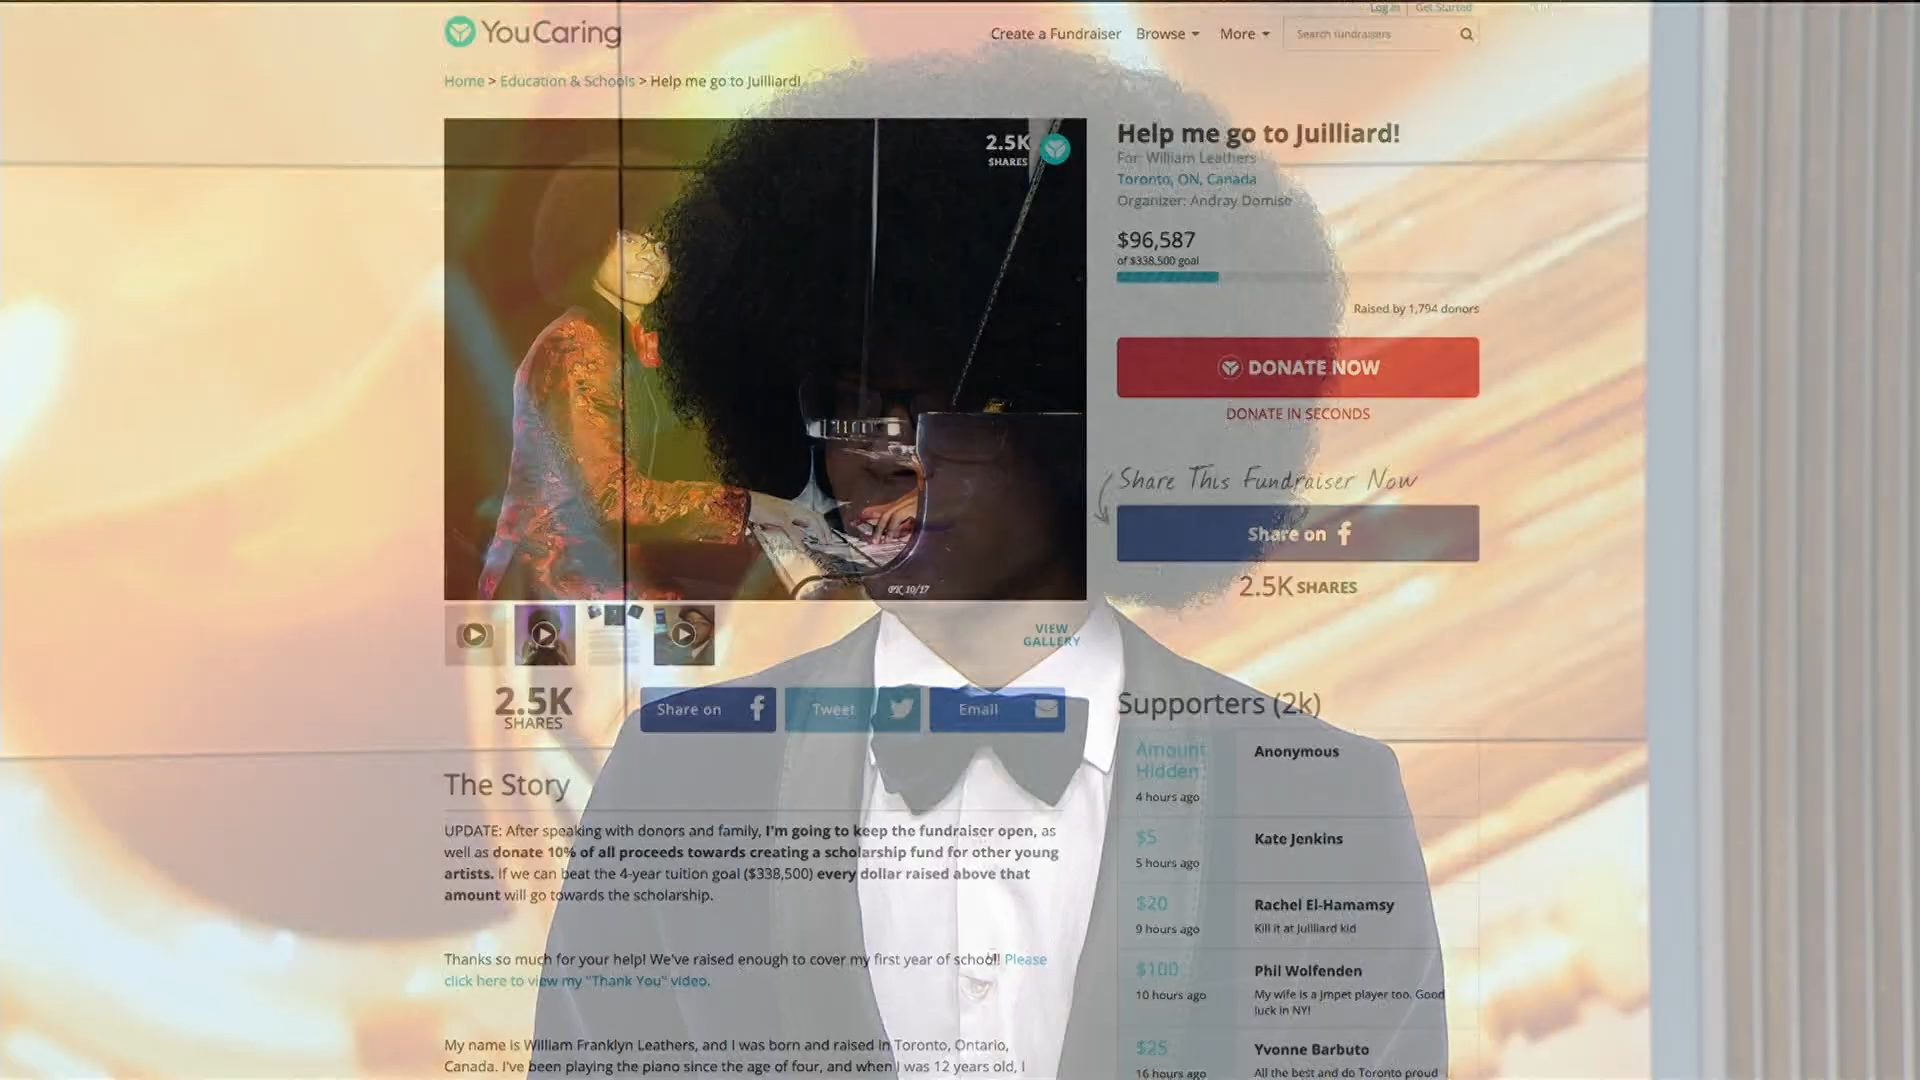 Log in | Get Started
YouCaring
Create a Fundraiser Browse More Search fundraisers
Home > Education & Schools > Help me go to Juilliard!
2.5K
SHARES
Help me go to Juilliard!
For: William Leathers
Toronto, ON, Canada
Organizer: Andray Domise
$96,587
of $338,500 goal
Raised by 1,794 donors
DONATE NOW
DONATE IN SECONDS
Share This Fundraiser Now
Share on f
2.5K SHARES
PK 10/17
VIEW
GALLERY
2.5K
SHARES
Share on f
Tweet
Email
Supporters (2k)
Amount
Hidden
4 hours ago
Anonymous
$5
5 hours ago
Kate Jenkins
$20
9 hours ago
Rachel El-Hamamsy
Kill it at Juilliard kid
$100
10 hours ago
Phil Wolfenden
My wife is a jmpet player too. Good
luck in NY!
$25
16 hours ago
Yvonne Barbuto
All the best and do Toronto proud
The Story
UPDATE: After speaking with donors and family, I'm going to keep the fundraiser open, as
well as donate 10% of all proceeds towards creating a scholarship fund for other young
artists. If we can beat the 4-year tuition goal ($338,500) every dollar raised above that
amount will go towards the scholarship.
Thanks so much for your help! We've raised enough to cover my first year of school! Please
click here to view my "Thank You" video.
My name is William Franklyn Leathers, and I was born and raised in Toronto, Ontario,
Canada. I've been playing the piano since the age of four, and when I was 12 years old, I